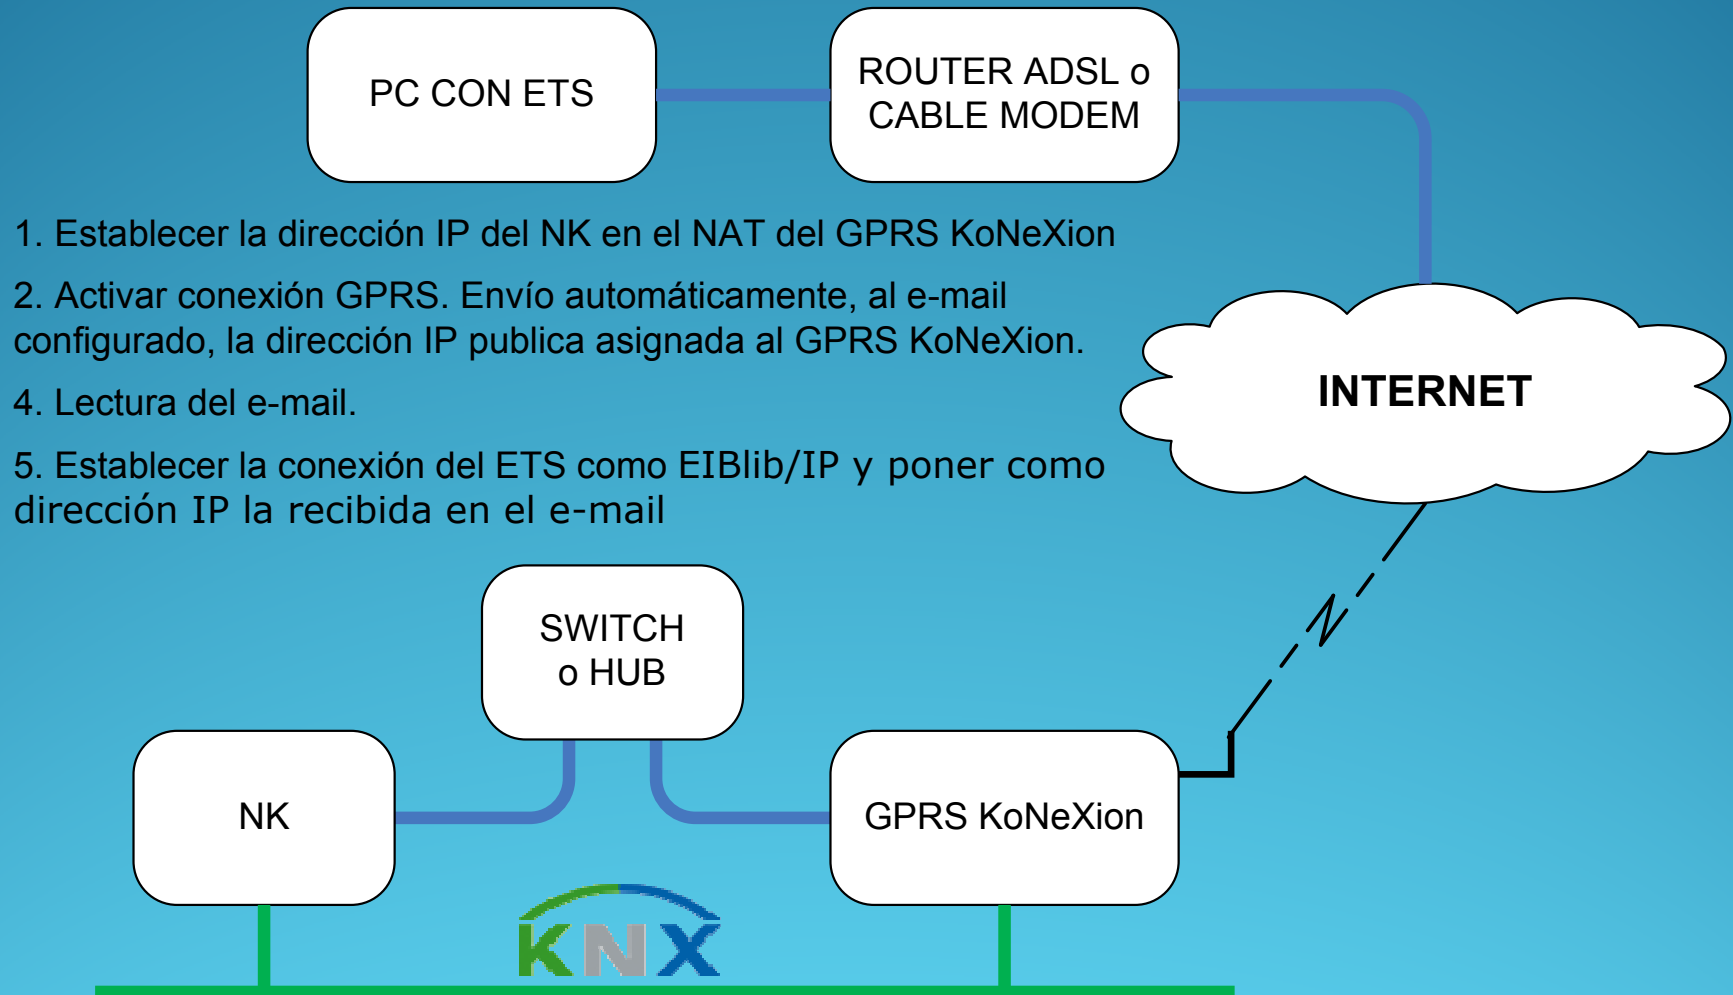 PC CON ETS
ROUTER ADSL o
CABLE MODEM
1. Establecer la dirección IP del NK en el NAT del GPRS KoNeXion
2. Activar conexión GPRS. Envío automáticamente, al e-mail
configurado, la dirección IP publica asignada al GPRS KoNeXion.
4. Lectura del e-mail.
5. Establecer la conexión del ETS como EIBlib/IP y poner como
dirección IP la recibida en el e-mail
INTERNET
SWITCH
o HUB
NK
GPRS KoNeXion
KNX